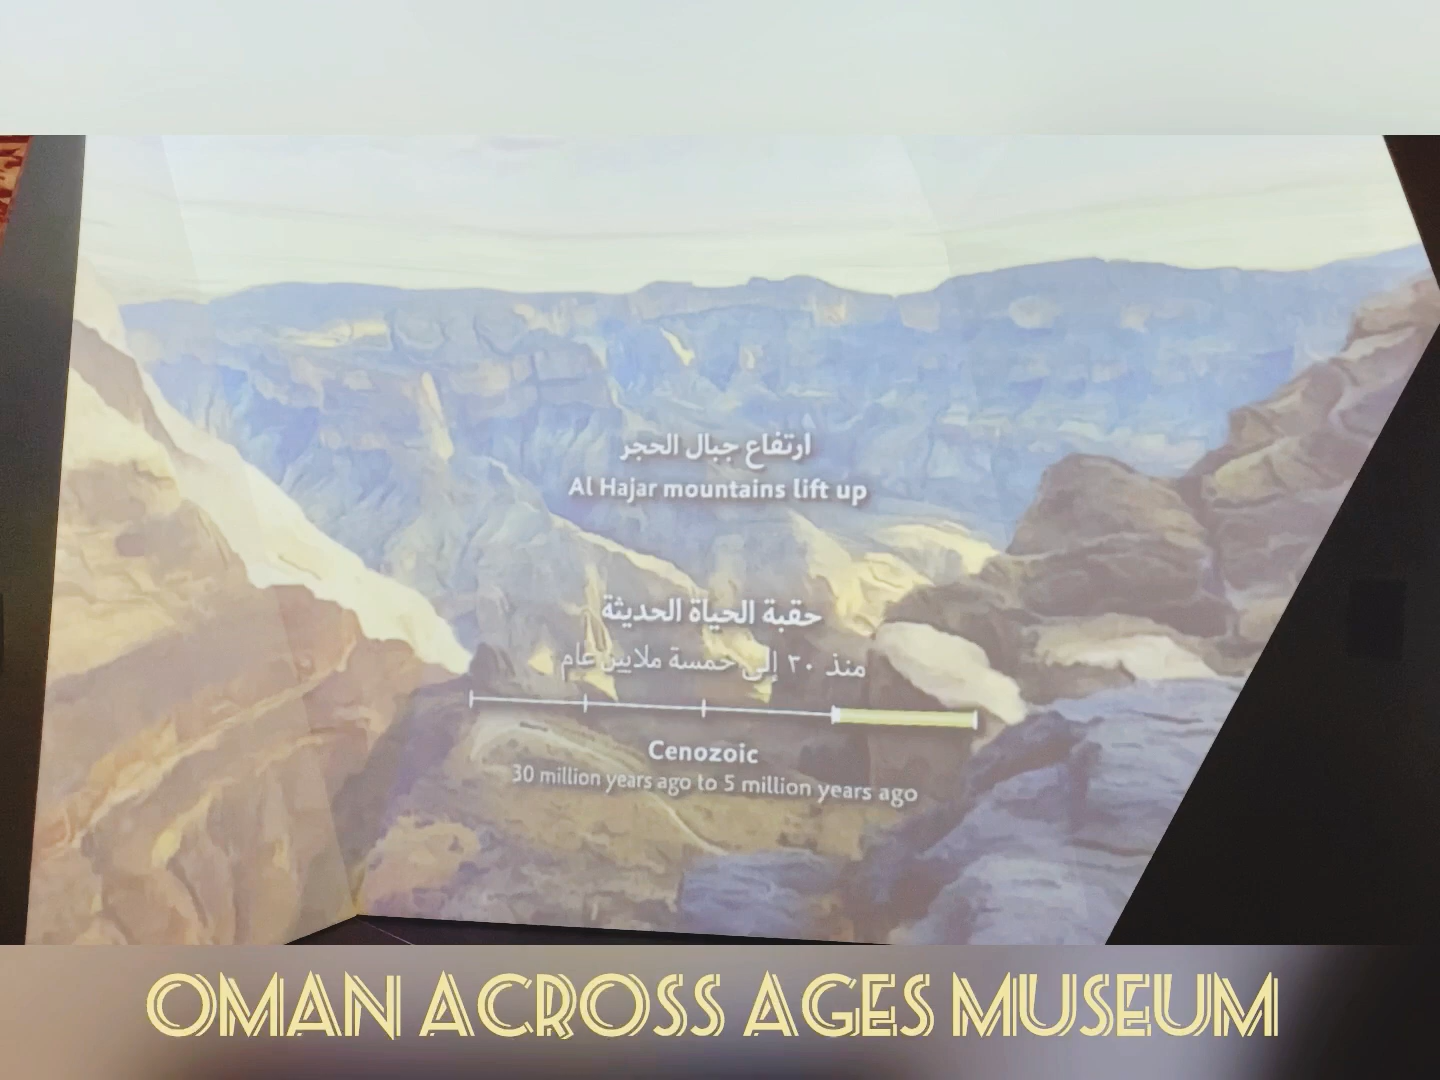 ارتفاع جبال الحجر
Al Hajar mountains lift up
حقبة الحياة الحديثة
منذ ٣٠ إلى خمسة ملايين عام
Cenozoic
30 million years ago to 5 million years ago
OMAN ACROSS AGES MUSEUM